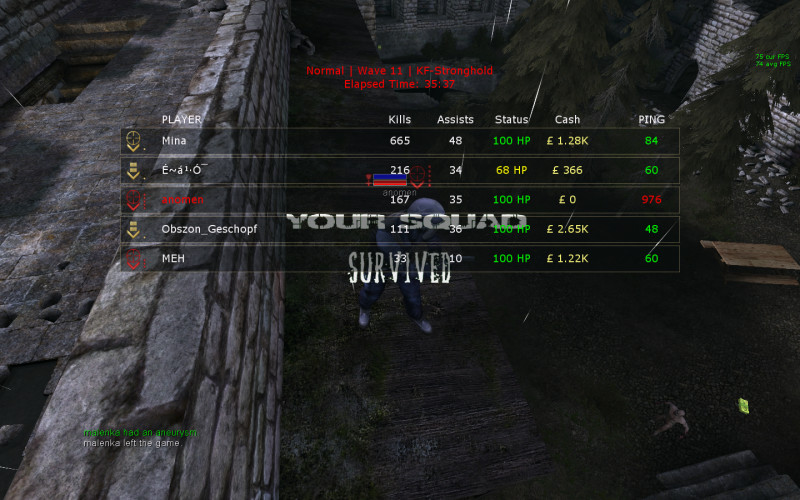 78 cur FPS
74 avg FPS
Normal | Wave 11 | KF-Stronghold
Elapsed Time: 35:37
PLAYER Kills Assists Status Cash PING
Mina 665 48 100 HP £ 1.28K 84
É~á¹·Ó¯ 216 34 68 HP £ 366 60
anomen
anomen 167 35 100 HP £ 0 976
YOUR SQUAD
Obszon_Geschopf 111 36 100 HP £ 2.65K 48
SURVIVED
MEH 33 10 100 HP £ 1.22K 60
malenka had an aneurysm.
malenka left the game.